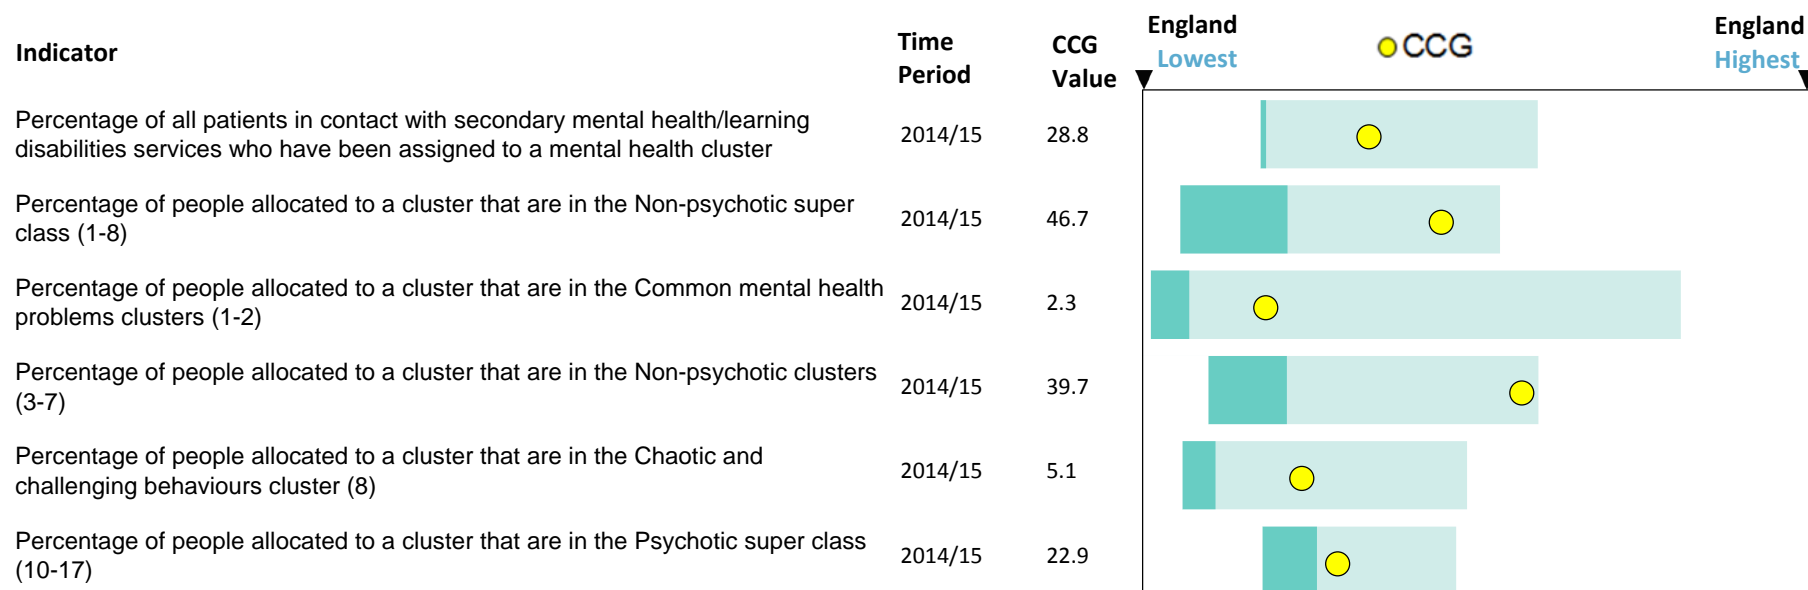 Indicator
Time
Period
CCG
Value
England
Lowest
CCG
England
Highest
Percentage of all patients in contact with secondary mental health/learning
disabilities services who have been assigned to a mental health cluster
2014/15
28.8
Percentage of people allocated to a cluster that are in the Non-psychotic super
class (1-8)
2014/15
46.7
Percentage of people allocated to a cluster that are in the Common mental health
problems clusters (1-2)
2014/15
2.3
Percentage of people allocated to a cluster that are in the Non-psychotic clusters
(3-7)
2014/15
39.7
Percentage of people allocated to a cluster that are in the Chaotic and
challenging behaviours cluster (8)
2014/15
5.1
Percentage of people allocated to a cluster that are in the Psychotic super class
(10-17)
2014/15
22.9